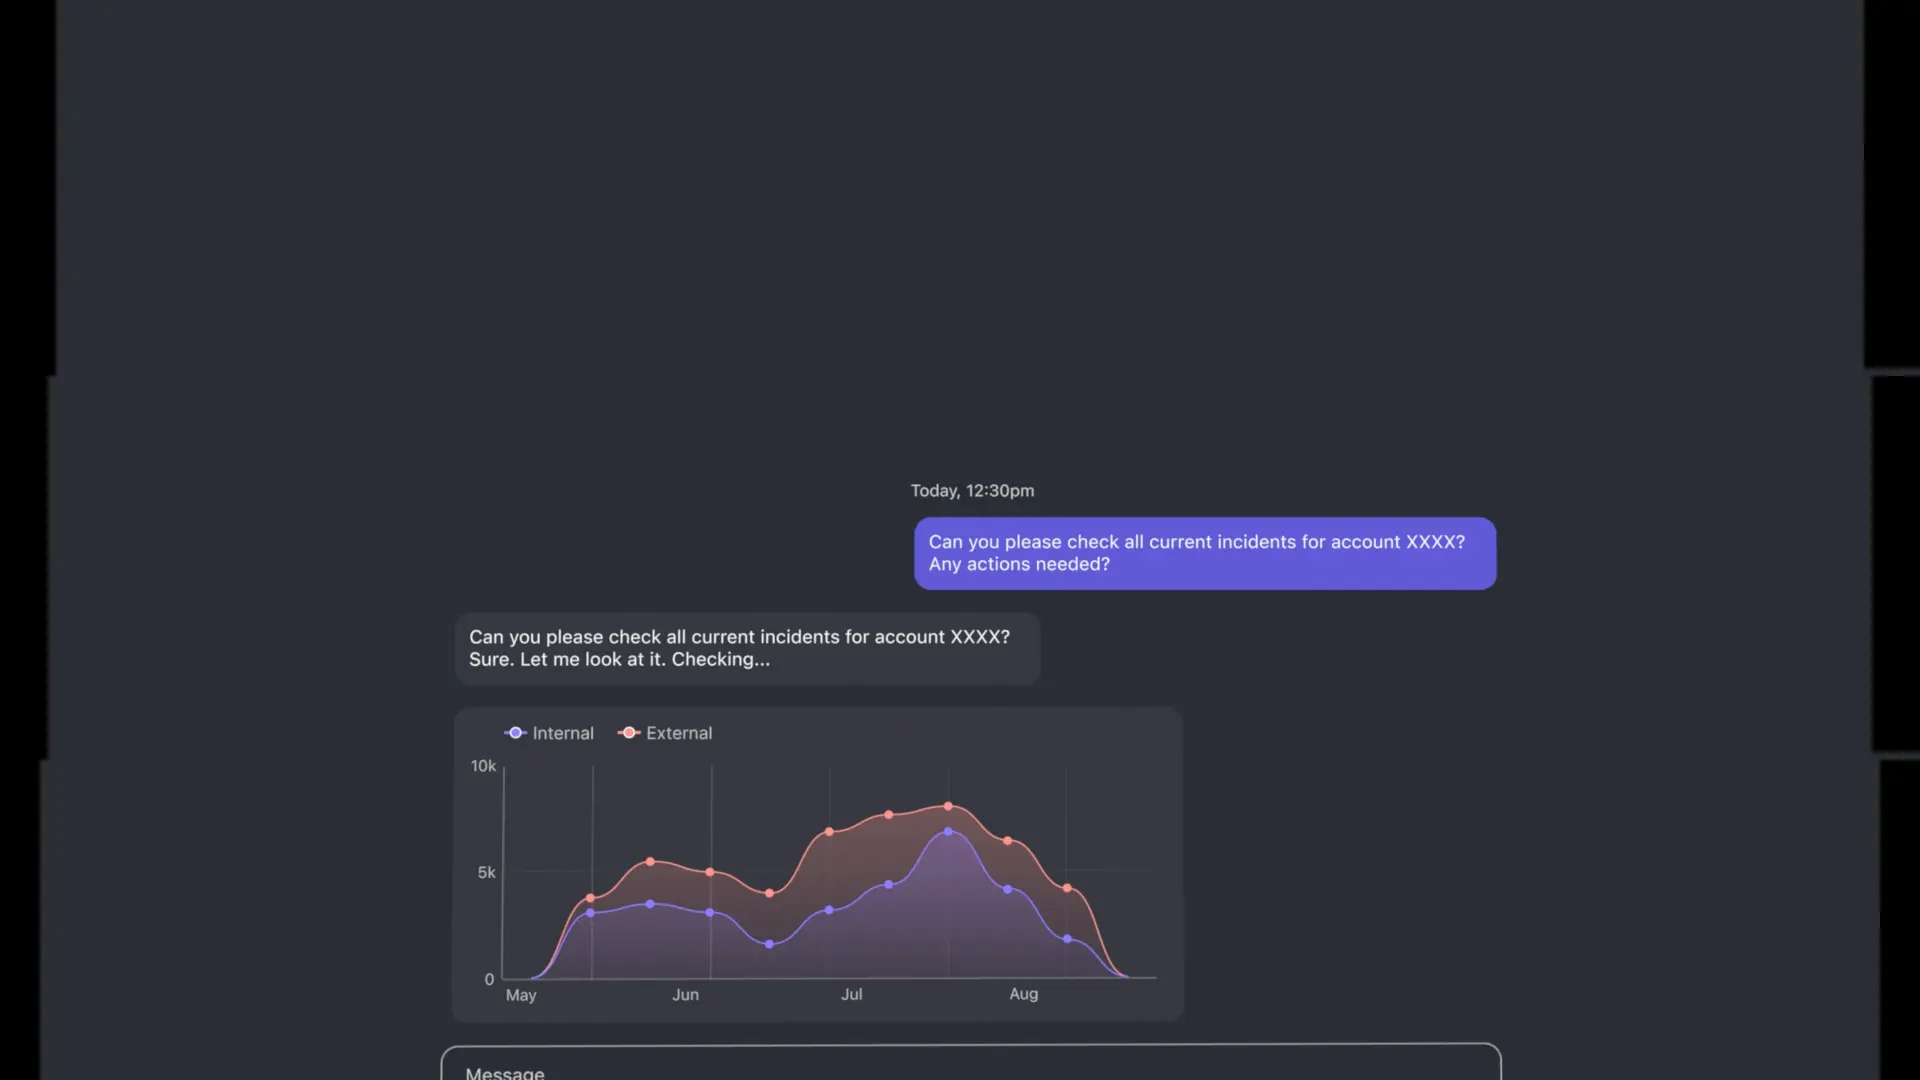 Today, 12:30pm
Can you please check all current incidents for account XXXX?
Any actions needed?
Can you please check all current incidents for account XXXX?
Sure. Let me look at it. Checking...
Internal External
10k
5k
0
May Jun Jul Aug
Message